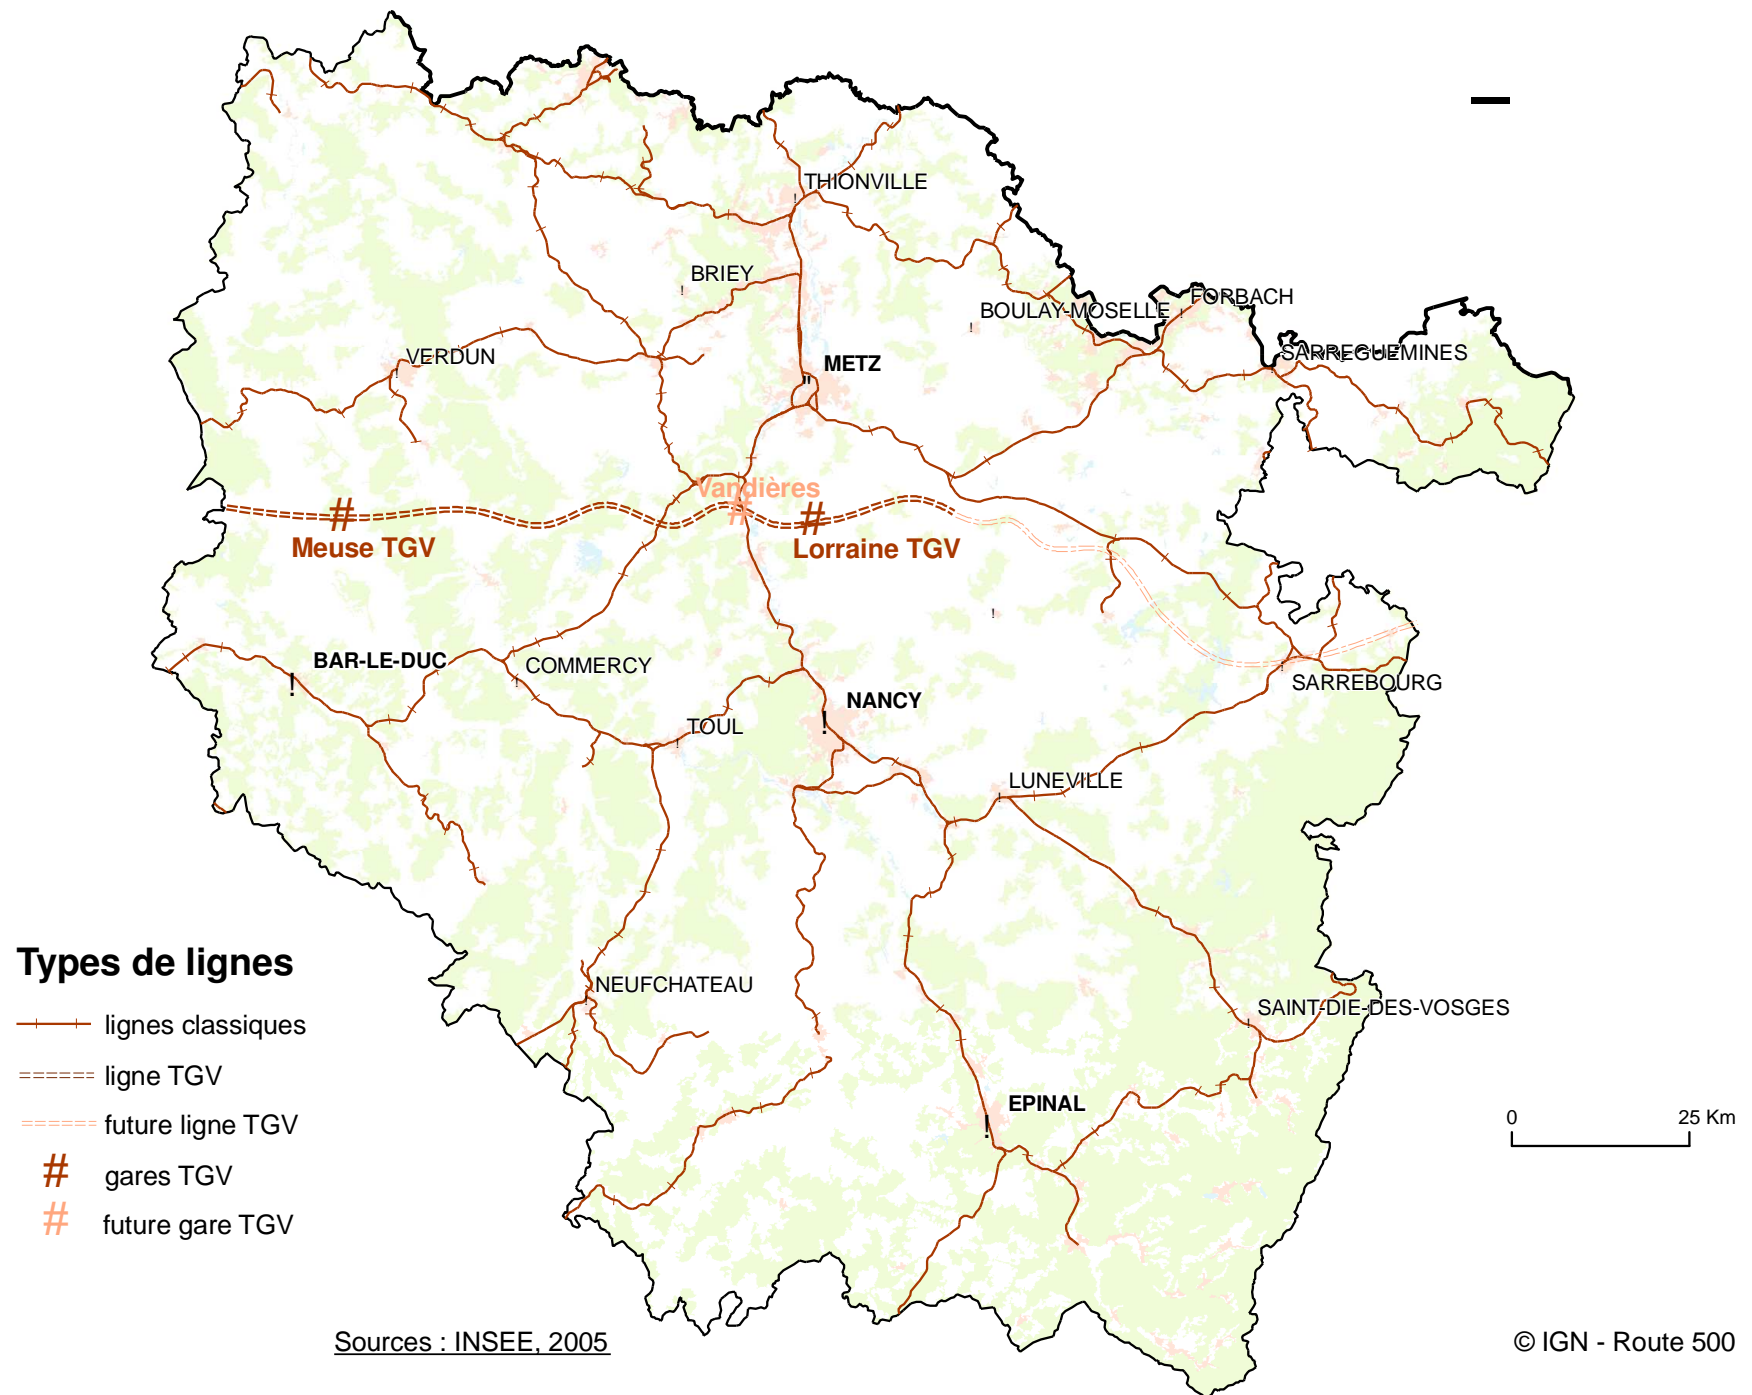 THIONVILLE
BRIEY
BOULAY-MOSELLE
FORBACH
VERDUN
METZ
SARREGUEMINES
Vandières
Meuse TGV
Lorraine TGV
BAR-LE-DUC
COMMERCY
SARREBOURG
NANCY
TOUL
LUNEVILLE
NEUFCHATEAU
SAINT-DIE-DES-VOSGES
EPINAL
Types de lignes
lignes classiques
ligne TGV
future ligne TGV
# gares TGV
# future gare TGV
0 25 Km
Sources : INSEE, 2005
© IGN - Route 500